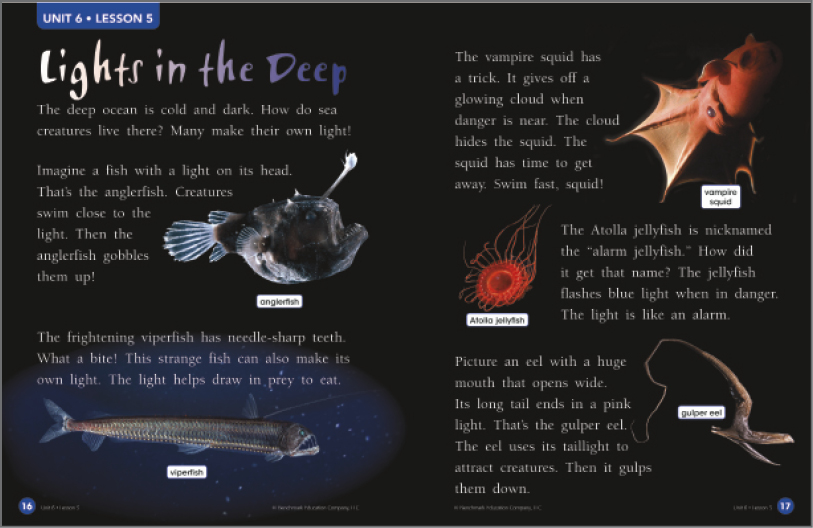 UNIT 6 • LESSON 5
Lights in the Deep
The deep ocean is cold and dark. How do sea
creatures live there? Many make their own light!
Imagine a fish with a light on its head.
That's the anglerfish. Creatures
swim close to the
light. Then the
anglerfish gobbles
them up!
anglerfish
The frightening viperfish has needle-sharp teeth.
What a bite! This strange fish can also make its
own light. The light helps draw in prey to eat.
viperfish
16 Unit 6 • Lesson 5
© Benchmark Education Company, LLC
The vampire squid has
a trick. It gives off a
glowing cloud when
danger is near. The cloud
hides the squid. The
squid has time to get
away. Swim fast, squid!
vampire
squid
The Atolla jellyfish is nicknamed
the “alarm jellyfish.” How did
it get that name? The jellyfish
flashes blue light when in danger.
The light is like an alarm.
Atolla jellyfish
Picture an eel with a huge
mouth that opens wide.
Its long tail ends in a pink
light. That's the gulper eel.
The eel uses its taillight to
attract creatures. Then it gulps
them down.
gulper eel
© Benchmark Education Company, LLC
Unit 6 • Lesson 5 17